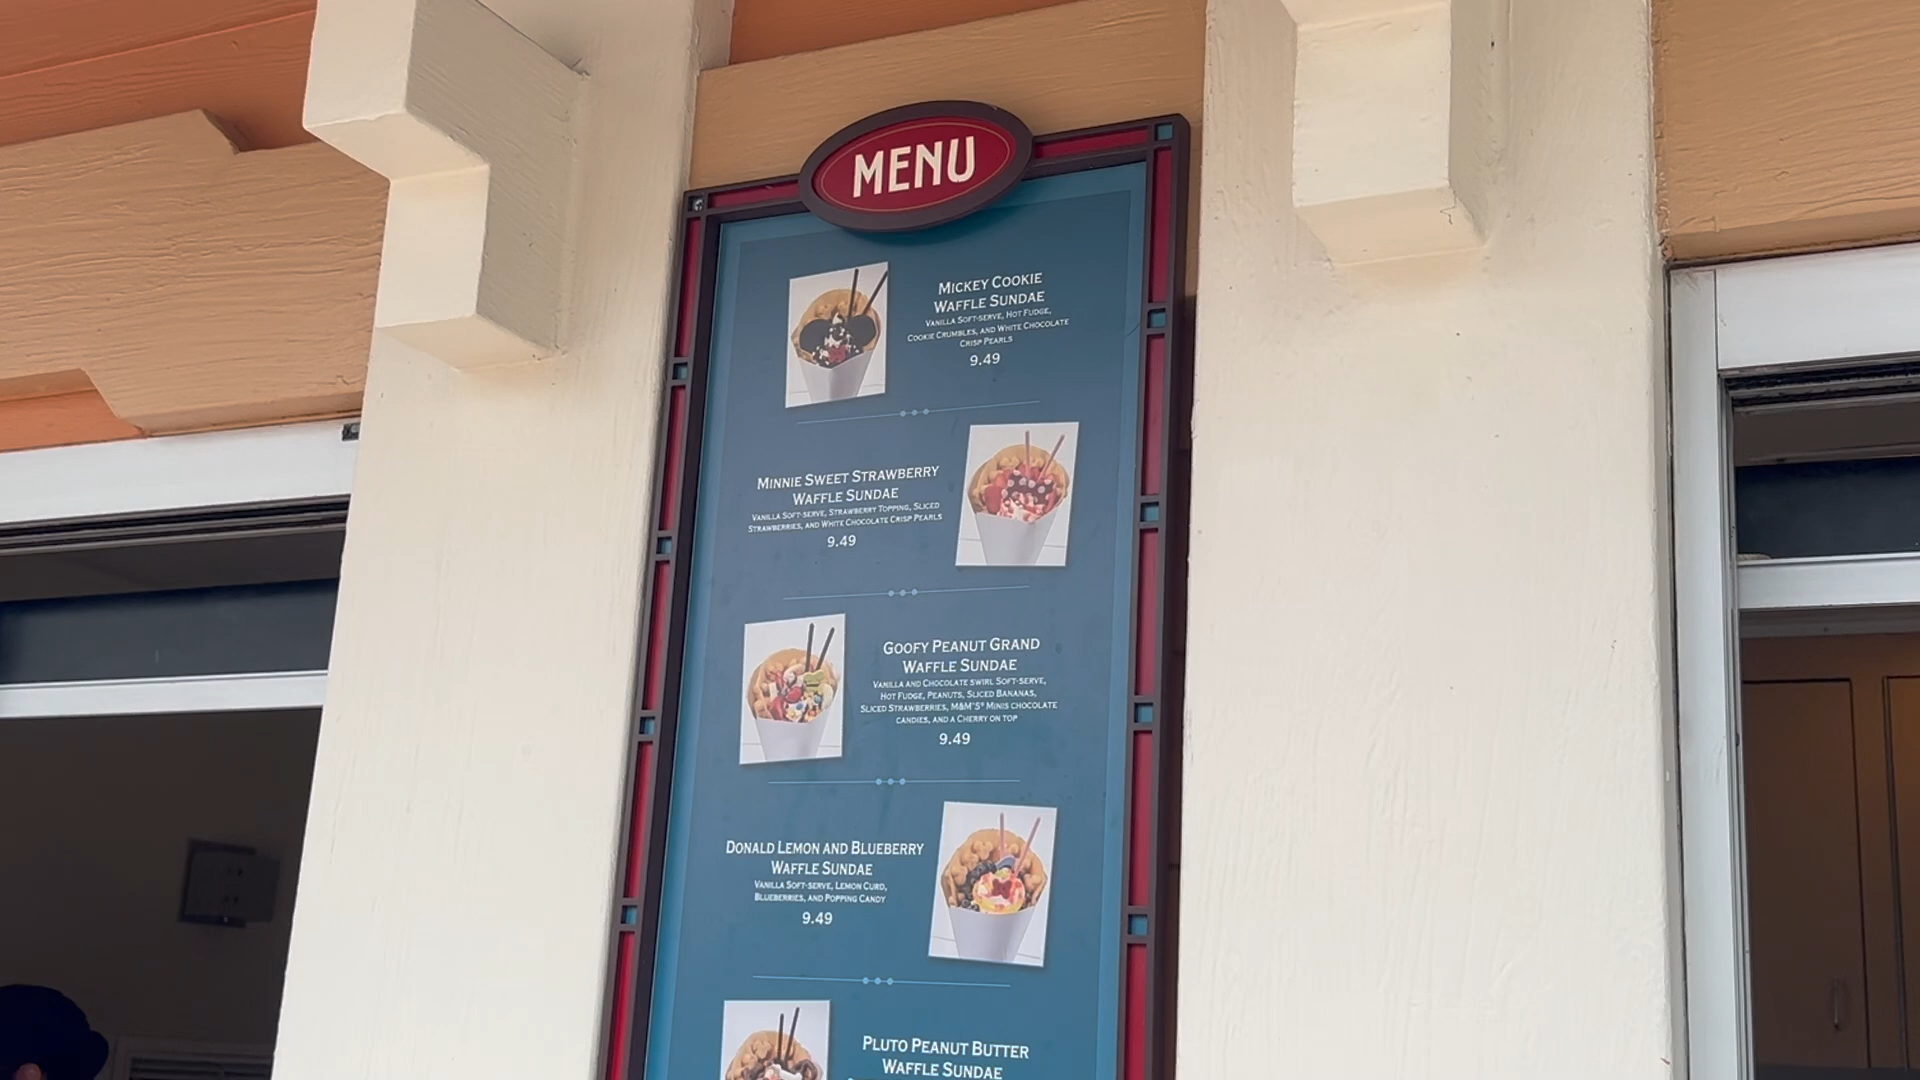 MENU
MICKEY COOKIE
WAFFLE SUNDAE
VANILLA SOFT-SERVE, HOT FUDGE,
COOKIE CRUMBLES, AND WHITE CHOCOLATE
CRISP PEARLS
9.49
MINNIE SWEET STRAWBERRY
WAFFLE SUNDAE
VANILLA SOFT-SERVE, STRAWBERRY TOPPING, SLICED
STRAWBERRIES, AND WHITE CHOCOLATE CRISP PEARLS
9.49
GOOFY PEANUT GRAND
WAFFLE SUNDAE
VANILLA AND CHOCOLATE SWIRL SOFT-SERVE,
HOT FUDGE, PEANUTS, SLICED BANANAS,
SLICED STRAWBERRIES, M&M'S® MINIS CHOCOLATE
CANDIES, AND A CHERRY ON TOP
9.49
DONALD LEMON AND BLUEBERRY
WAFFLE SUNDAE
VANILLA SOFT-SERVE, LEMON CURD,
BLUEBERRIES, AND POPPING CANDY
9.49
PLUTO PEANUT BUTTER
WAFFLE SUNDAE